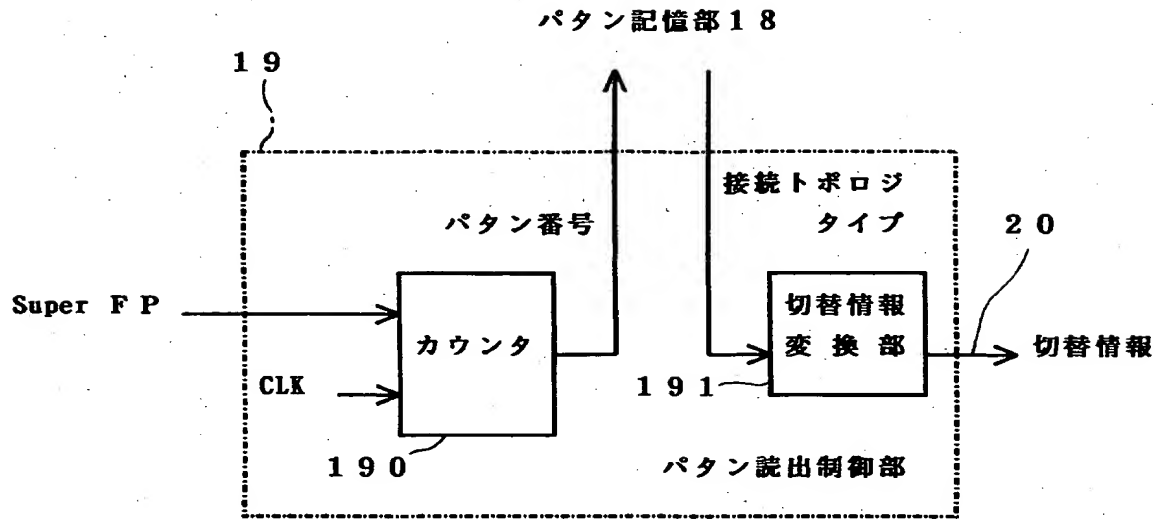 パタン記憶部18
19
接続トポロジ
タイプ
パタン番号
20
Super FP
カウンタ
切替情報
変換部
切替情報
CLK
191
190
パタン読出制御部